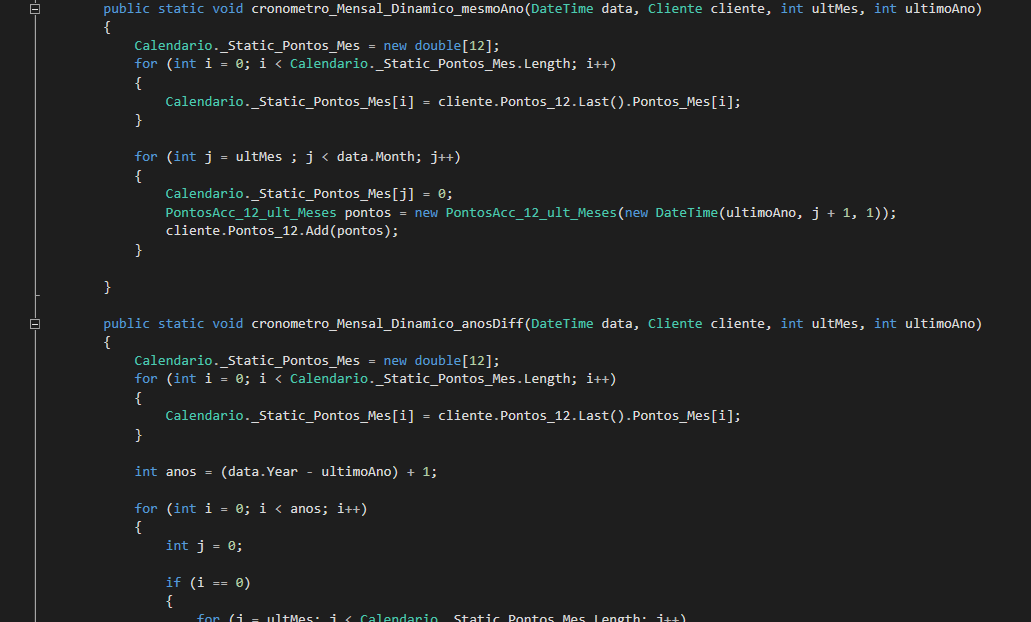 public static void cronometro_Mensal_Dinamico_mesmoAno(DateTime data, Cliente cliente, int ultMes, int ultimoAno)
{
Calendario._Static_Pontos_Mes = new double[12];
for (int i = 0; i < Calendario._Static_Pontos_Mes.Length; i++)
{
Calendario._Static_Pontos_Mes[i] = cliente.Pontos_12.Last().Pontos_Mes[i];
}
for (int j = ultMes ; j < data.Month; j++)
{
Calendario._Static_Pontos_Mes[j] = 0;
PontosAcc_12_ult_Meses pontos = new PontosAcc_12_ult_Meses(new DateTime(ultimoAno, j + 1, 1));
cliente.Pontos_12.Add(pontos);
}
}
public static void cronometro_Mensal_Dinamico_anosDiff(DateTime data, Cliente cliente, int ultMes, int ultimoAno)
{
Calendario._Static_Pontos_Mes = new double[12];
for (int i = 0; i < Calendario._Static_Pontos_Mes.Length; i++)
{
Calendario._Static_Pontos_Mes[i] = cliente.Pontos_12.Last().Pontos_Mes[i];
}
int anos = (data.Year - ultimoAno) + 1;
for (int i = 0; i < anos; i++)
{
int j = 0;
if (i == 0)
{
for (j = ultMes; j < Calendario._Static_Pontos_Mes.Length; j++)